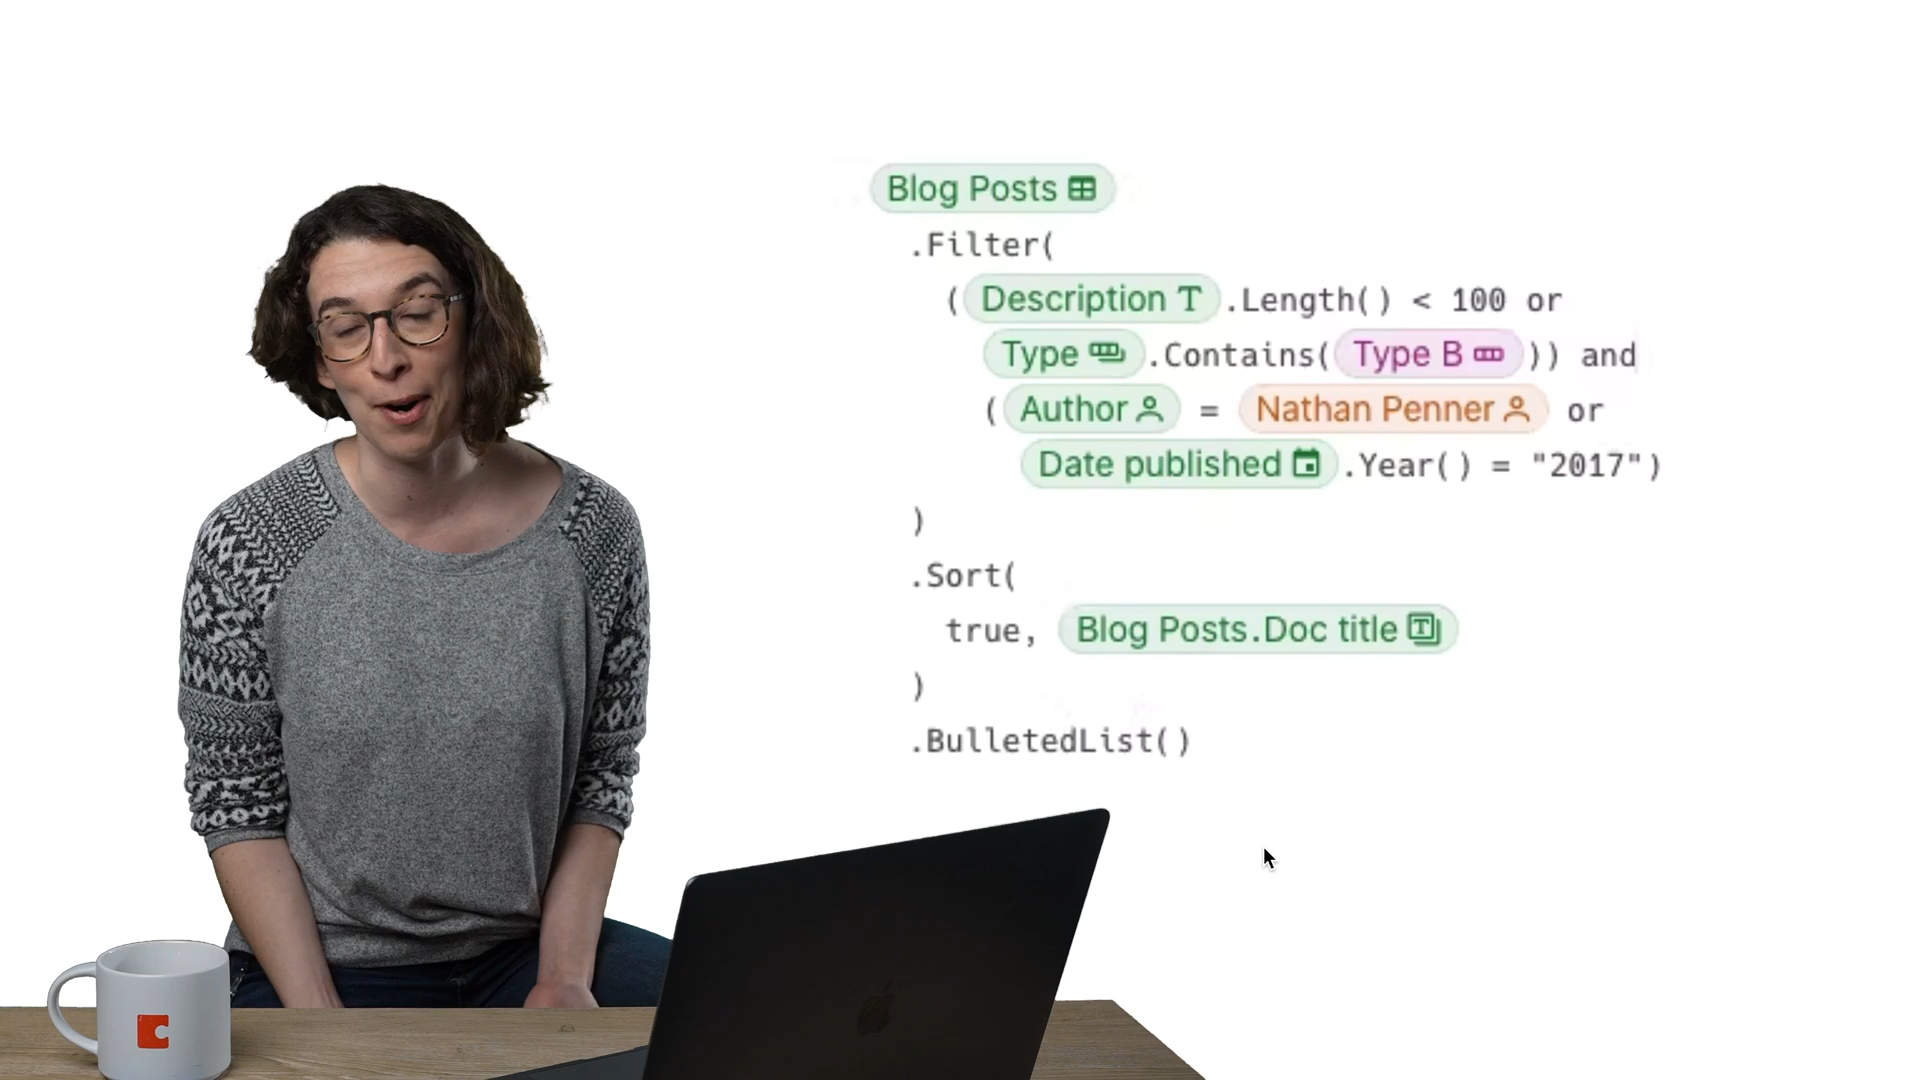 Blog Posts
.Filter(
(Description.Length() < 100 or
Type.Contains(Type B)) and
(Author = Nathan Penner or
Date published.Year() = "2017")
)
.Sort(
true, Blog Posts.Doc title
)
.BulletedList()